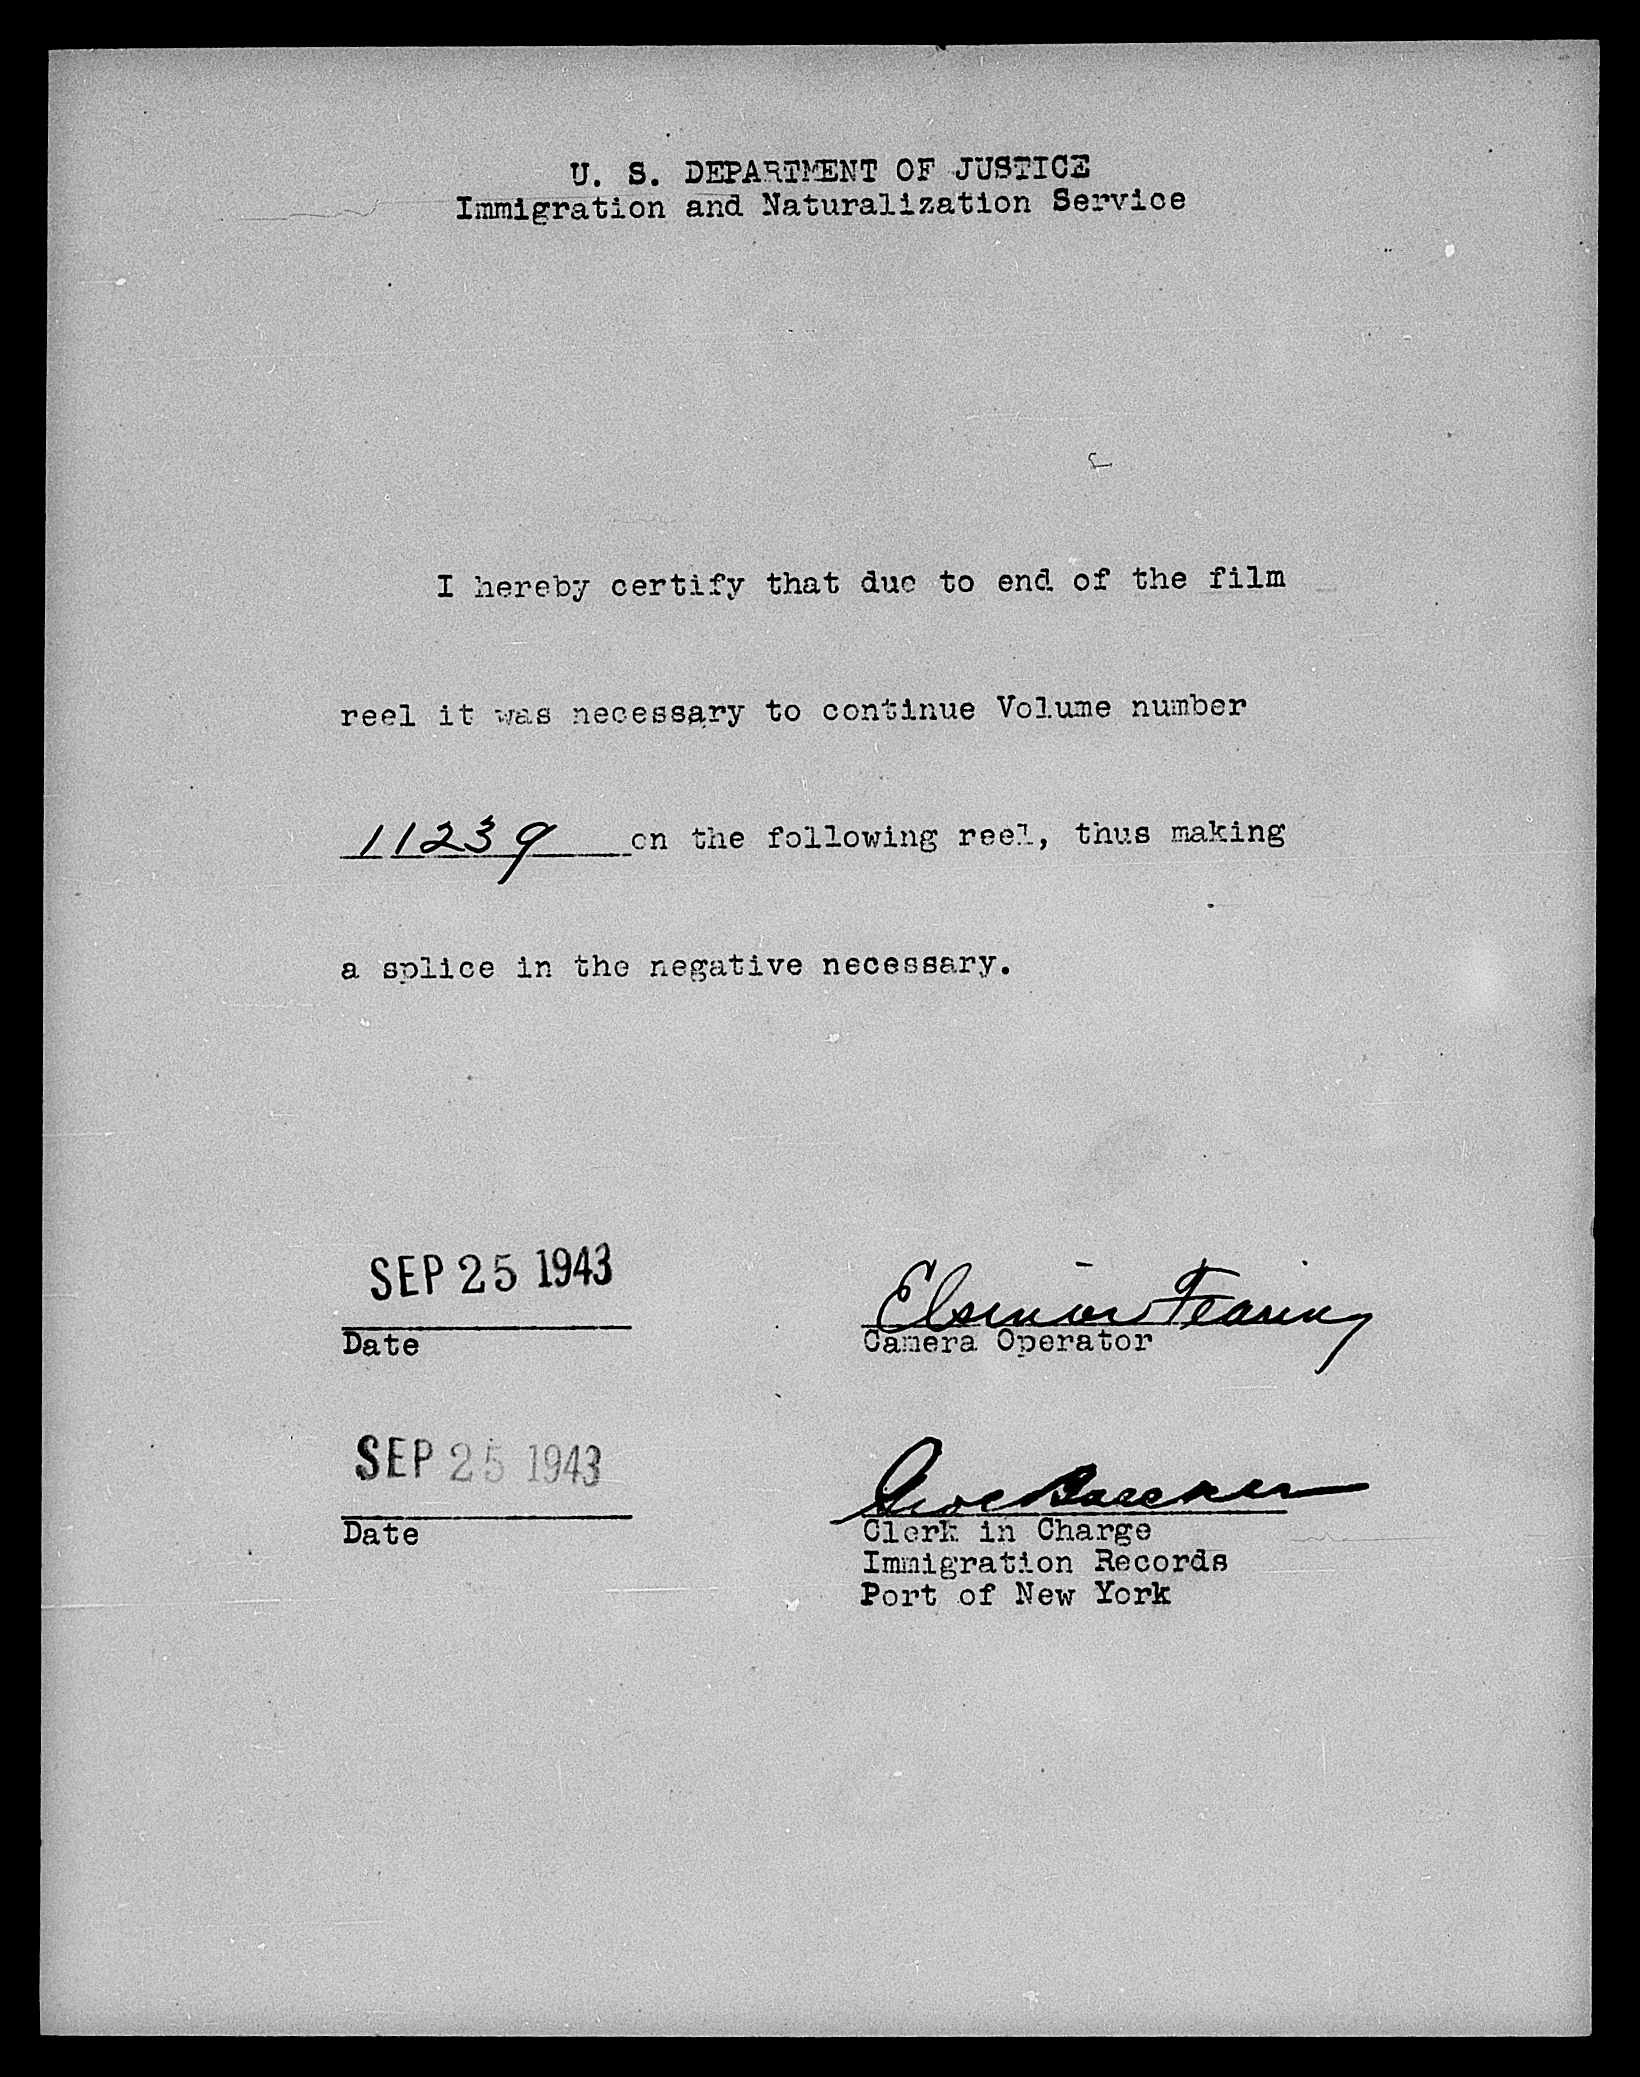 U. S. DEPARTMENT OF JUSTICE
Immigration and Naturalization Service
I hereby certify that due to end of the film
reel it was necessary to continue Volume number
11239 on the following reel, thus making
a splice in the negative necessary.
SEP 25 1943
Date
Fearing
Camera Operator
SEP 25 1943
Date
Clerk in Charge
Immigration Records
Port of New York